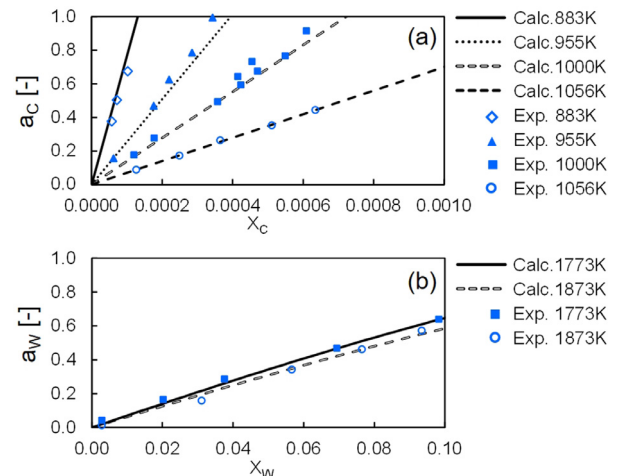 (a)
a_C [-]
1.0
0.8
0.6
0.4
0.2
0.0
0.0000 0.0002 0.0004 0.0006 0.0008 0.0010
X_C
Calc.883K
Calc.955K
Calc.1000K
Calc.1056K
Exp. 883K
Exp. 955K
Exp. 1000K
Exp. 1056K
(b)
a_W [-]
1.0
0.8
0.6
0.4
0.2
0.0
0.00 0.02 0.04 0.06 0.08 0.10
X_W
Calc.1773K
Calc.1873K
Exp. 1773K
Exp. 1873K